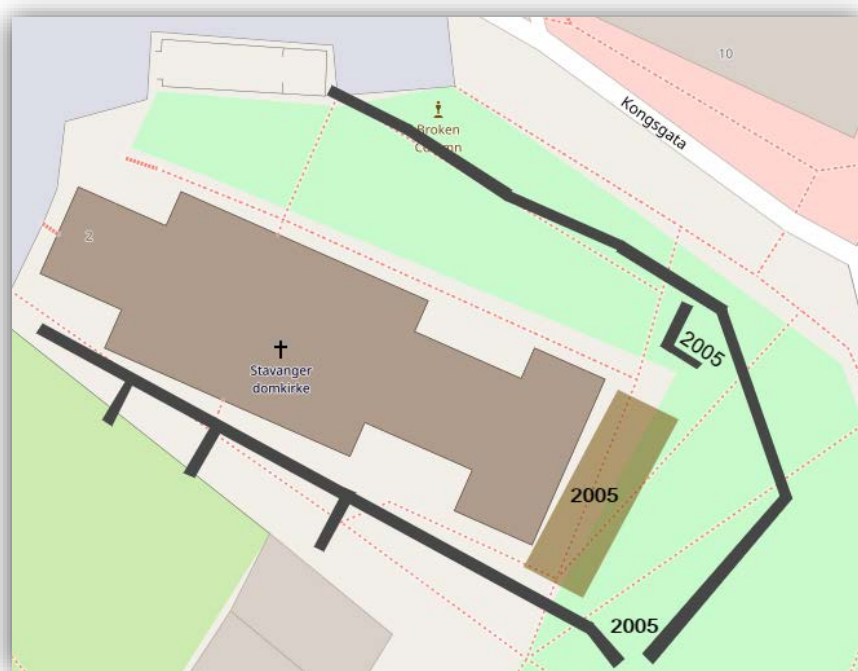 10
Kongsgata
Broken
Column
2
Stavanger
domkirke
2005
2005
2005